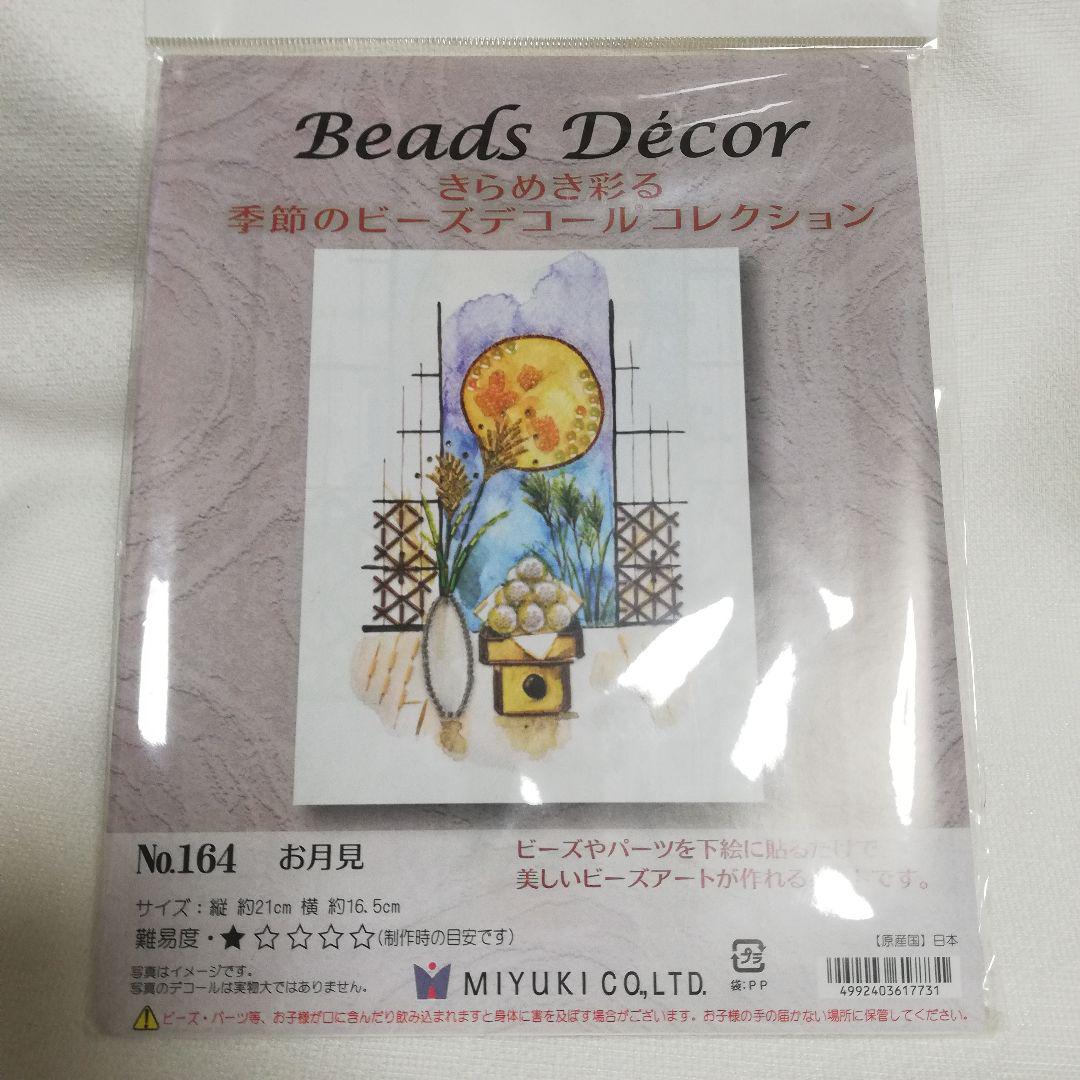 Beads Décor
きらめき彩る
季節のビーズデコールコレクション
No.164 お月見
ビーズやパーツを下絵に貼るだけで
美しいビーズアートが作れる です。
サイズ：縦 約21cm 横 約16.5cm
難易度・★☆☆☆☆(制作時の目安です)
写真はイメージです。
写真のデコールは実物大ではありません。
MIYUKI CO.,LTD.
プラ
袋：PP
【原産国】日本
4992403617731
ビーズ・パーツ等、お子様が口に含んだり飲み込まれますと身体に害を及ぼす場合がございます。お子様の手の届かない場所に保管してください。